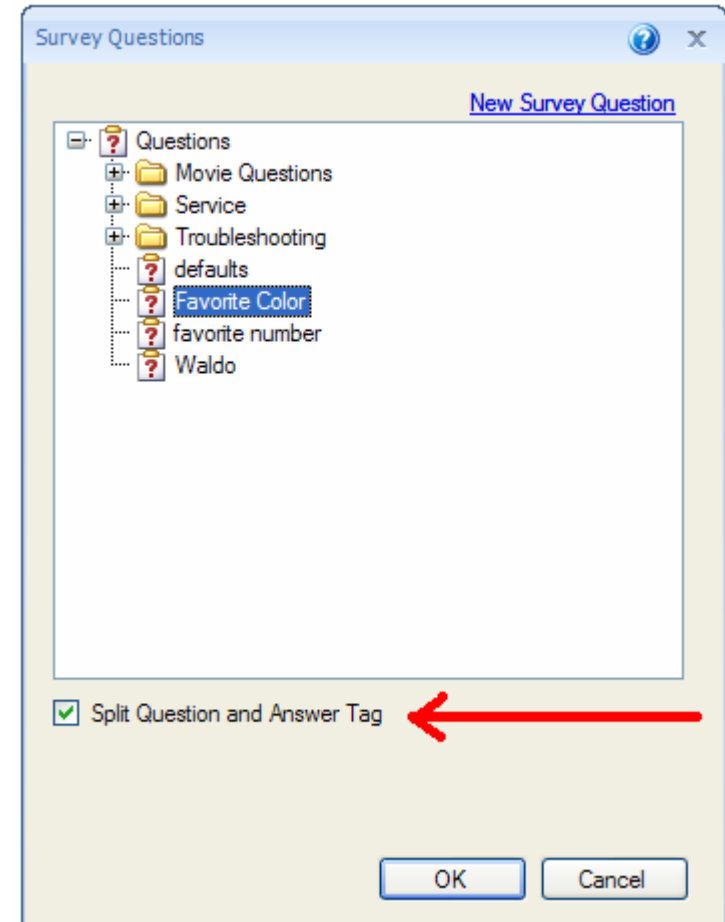 Survey Questions
New Survey Question
Questions
Movie Questions
Service
Troubleshooting
defaults
Favorite Color
favorite number
Waldo
Split Question and Answer Tag
OK Cancel